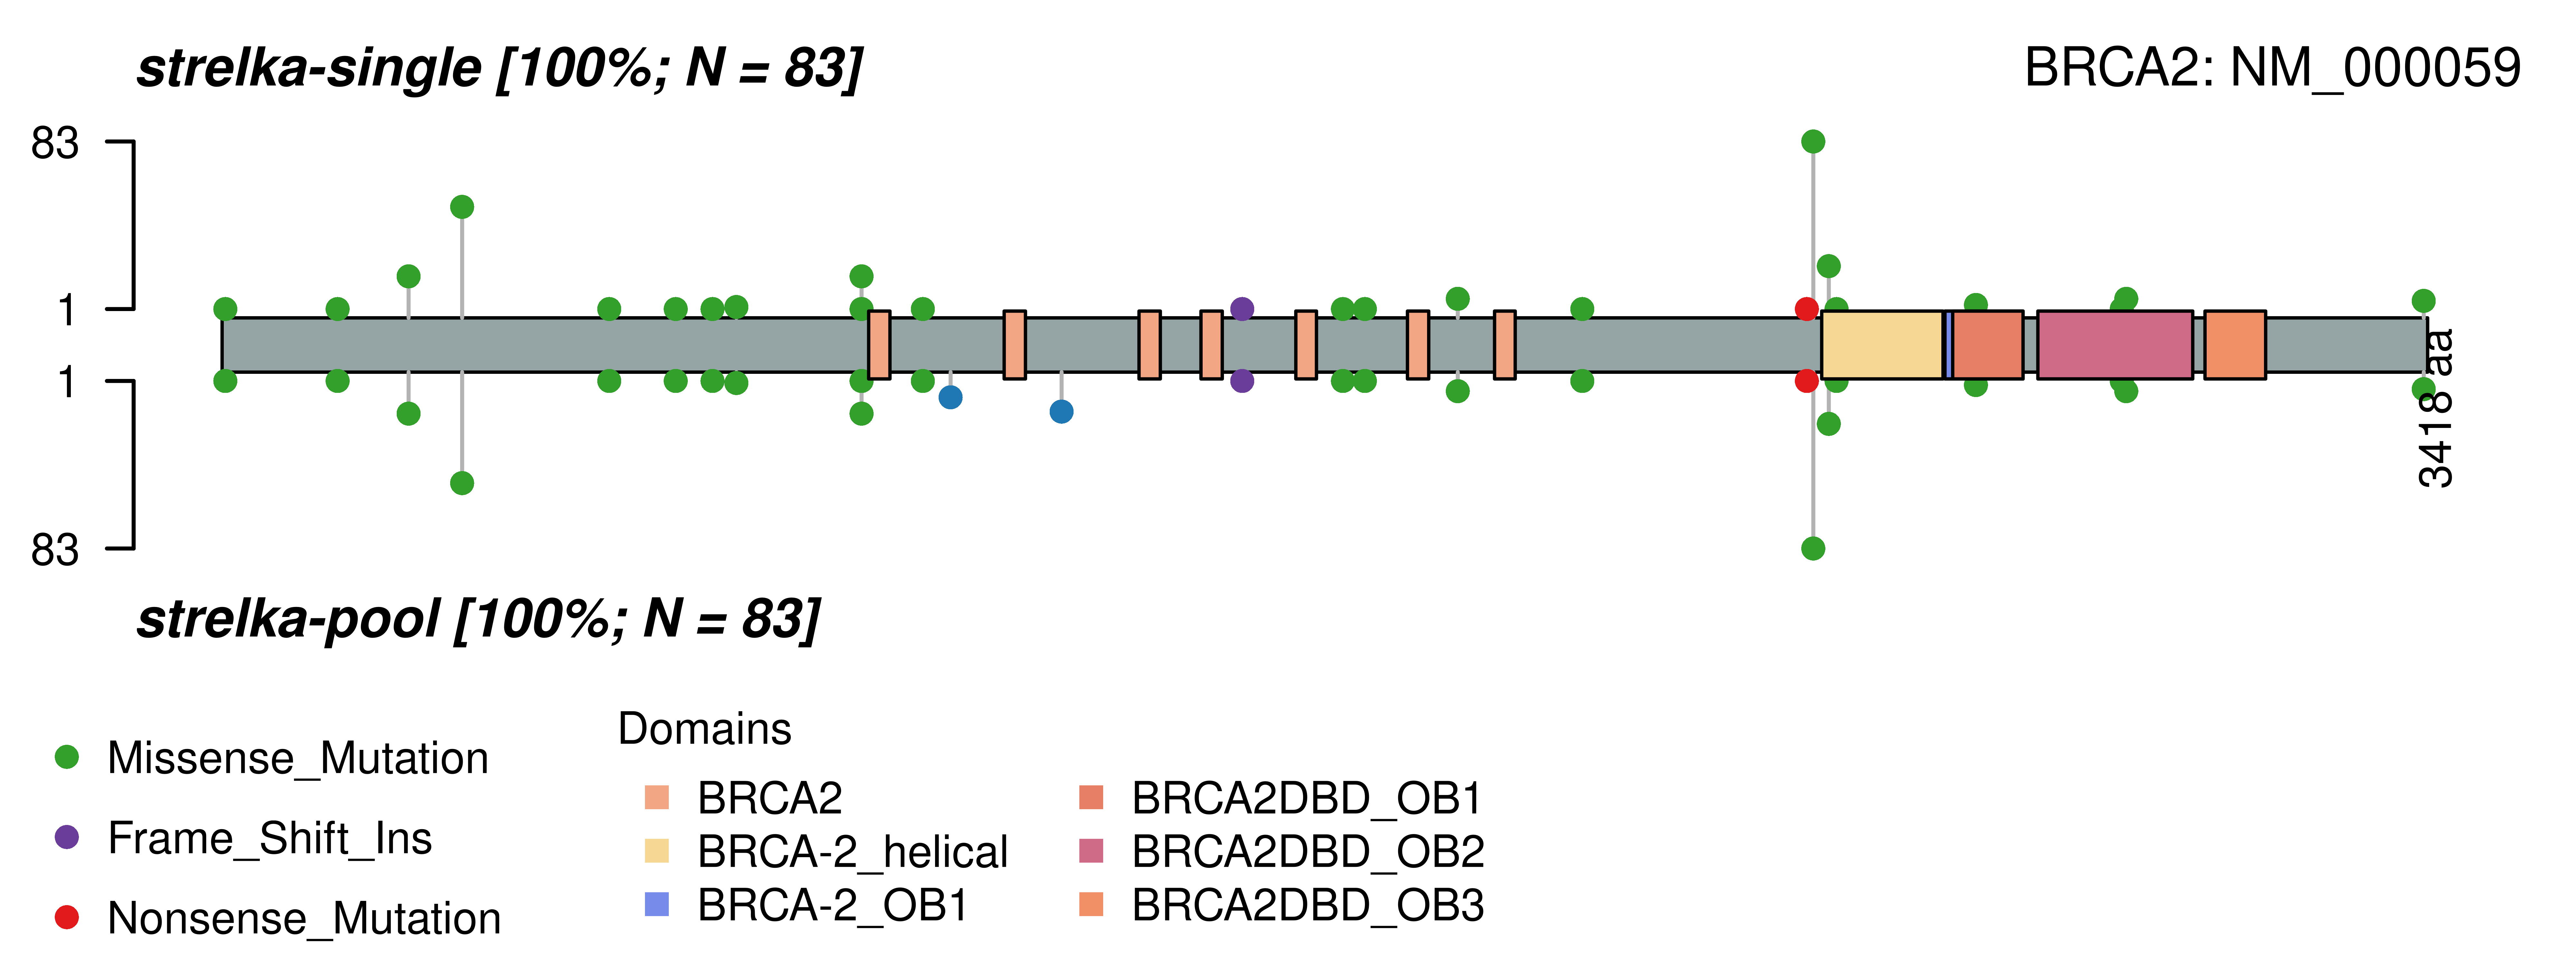 strelka-single [100%; N = 83]
BRCA2: NM_000059
83
1
1
83
3418 aa
strelka-pool [100%; N = 83]
Missense_Mutation
Frame_Shift_Ins
Nonsense_Mutation
Domains
BRCA2
BRCA-2_helical
BRCA-2_OB1
BRCA2DBD_OB1
BRCA2DBD_OB2
BRCA2DBD_OB3